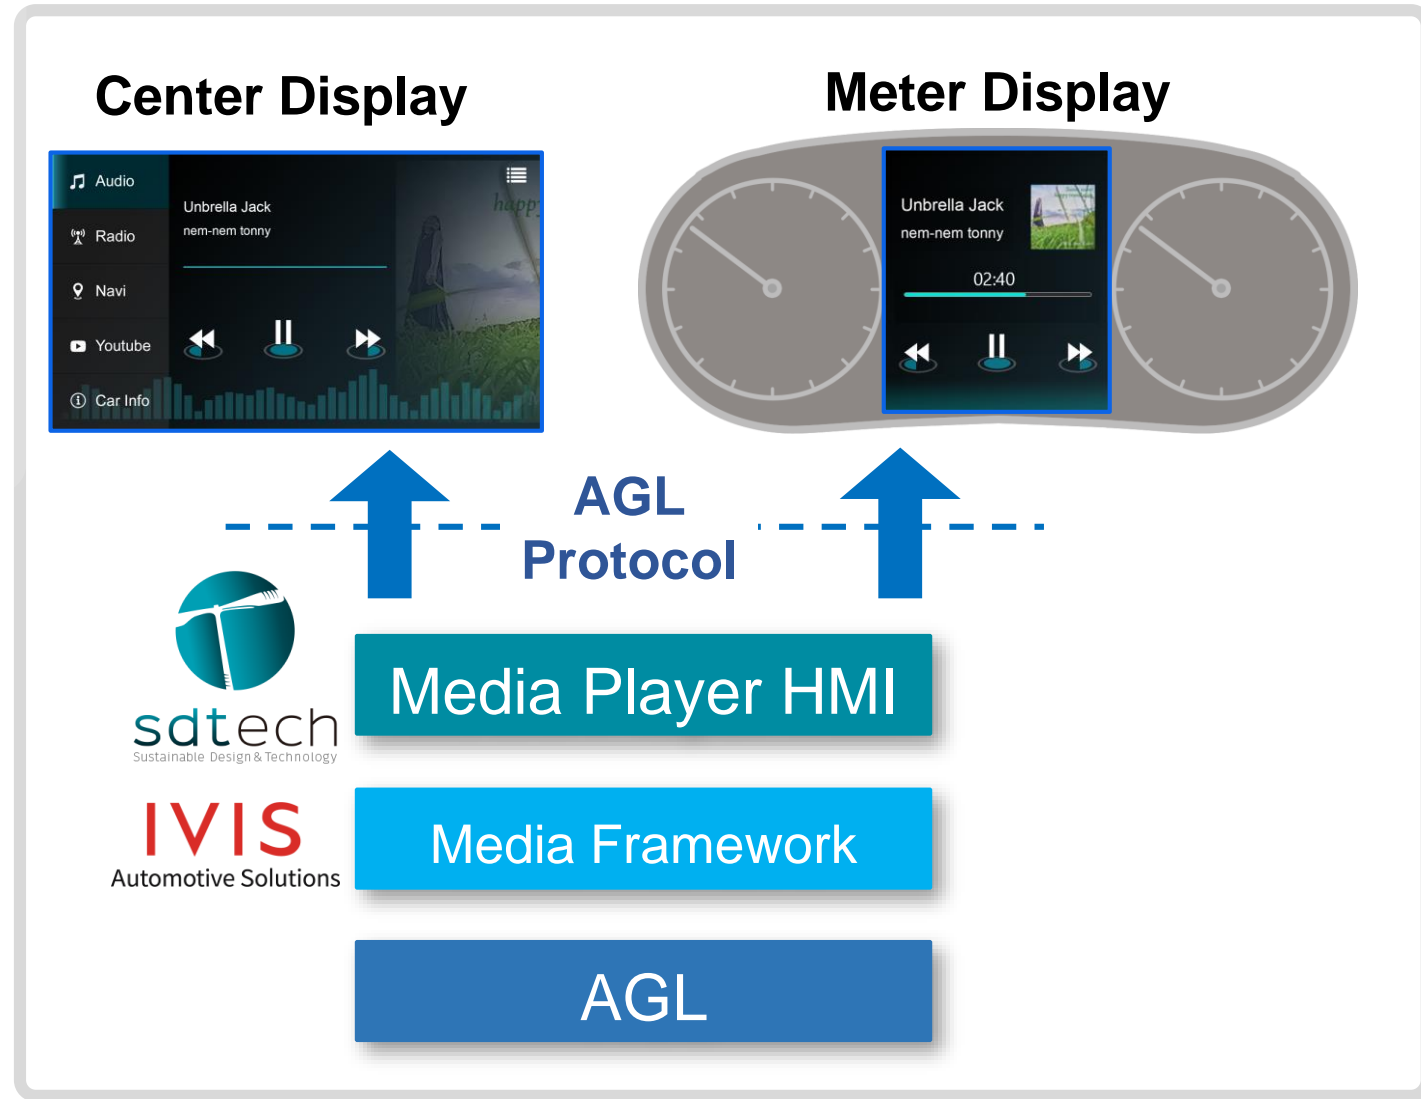 Center Display
Meter Display
Audio
Radio
Navi
Youtube
Car Info
Unbrella Jack
nem-nem tonny
happy
Unbrella Jack
nem-nem tonny
02:40
AGL
Protocol
sdtech
Sustainable Design & Technology
Media Player HMI
IVIS
Automotive Solutions
Media Framework
AGL